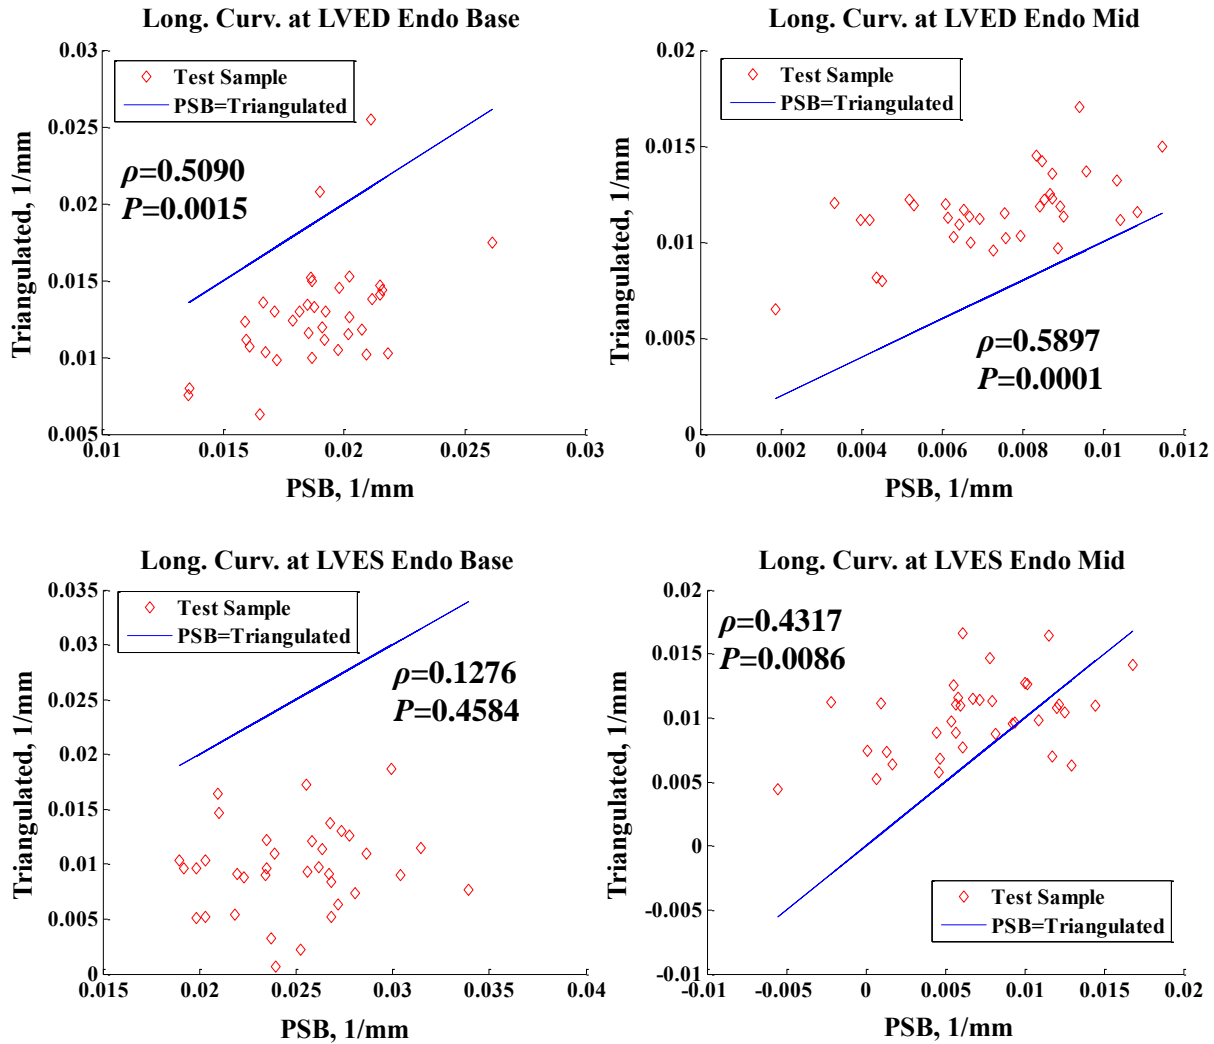 Long. Curv. at LVED Endo Base
0.03
0.025
0.02
0.015
0.01
0.005
Triangulated, 1/mm
Test Sample
PSB=Triangulated
ρ=0.5090
P=0.0015
0.01 0.015 0.02 0.025 0.03
PSB, 1/mm
Long. Curv. at LVED Endo Mid
0.02
0.015
0.01
0.005
0
Triangulated, 1/mm
Test Sample
PSB=Triangulated
ρ=0.5897
P=0.0001
0 0.002 0.004 0.006 0.008 0.01 0.012
PSB, 1/mm
Long. Curv. at LVES Endo Base
0.035
0.03
0.025
0.02
0.015
0.01
0.005
0
Triangulated, 1/mm
Test Sample
PSB=Triangulated
ρ=0.1276
P=0.4584
0.015 0.02 0.025 0.03 0.035 0.04
PSB, 1/mm
Long. Curv. at LVES Endo Mid
0.02
0.015
0.01
0.005
0
-0.005
-0.01
Triangulated, 1/mm
ρ=0.4317
P=0.0086
Test Sample
PSB=Triangulated
-0.01 -0.005 0 0.005 0.01 0.015 0.02
PSB, 1/mm